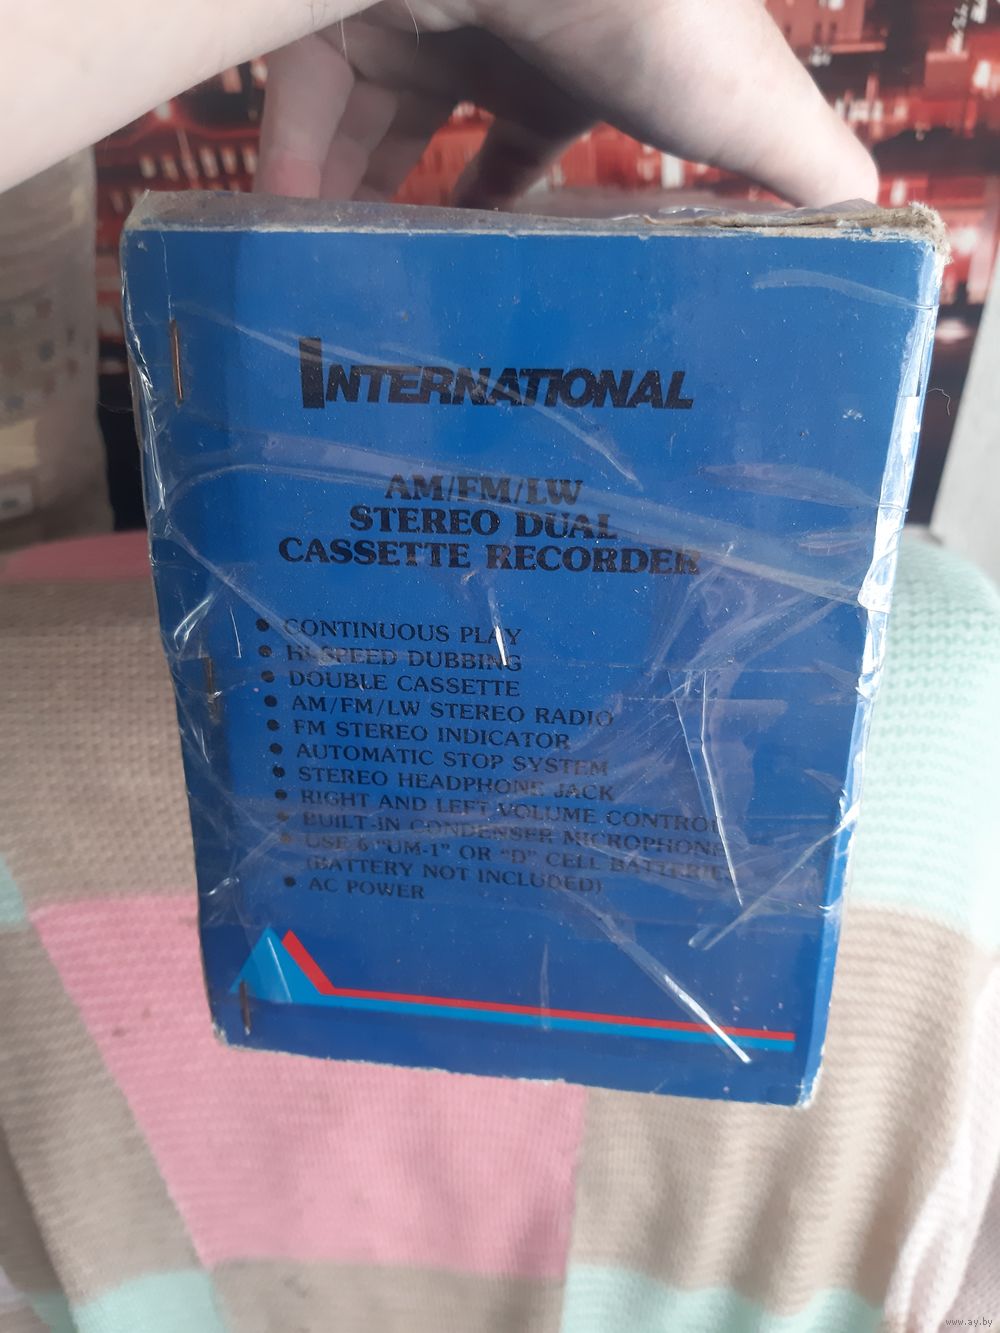 INTERNATIONAL
AM/FM/LW
STEREO DUAL
CASSETTE RECORDER
● CONTINUOUS PLAY
● HI-SPEED DUBBING
● DOUBLE CASSETTE
● AM/FM/LW STEREO RADIO
● FM STEREO INDICATOR
● AUTOMATIC STOP SYSTEM
● STEREO HEADPHONE JACK
● RIGHT AND LEFT VOLUME CONTROL
● BUILT-IN CONDENSER MICROPHONE
● USE 6 "UM-1" OR "D" CELL BATTERIES
(BATTERY NOT INCLUDED)
● AC POWER
www.ay.by